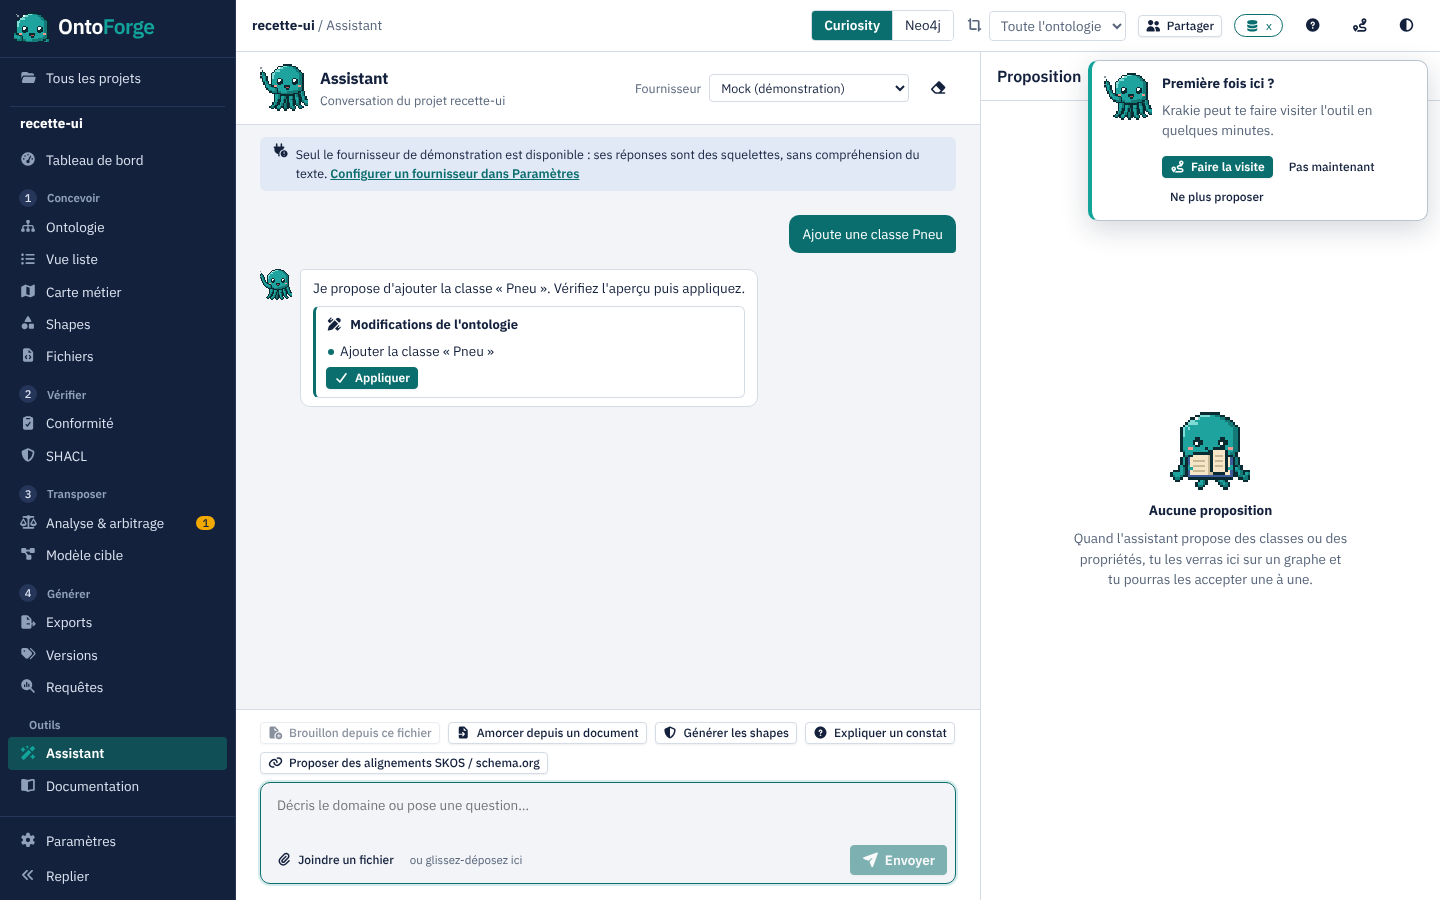 OntoForge
Tous les projets
recette-ui
Tableau de bord
1 Concevoir
Ontologie
Vue liste
Carte métier
Shapes
Fichiers
2 Vérifier
Conformité
SHACL
3 Transposer
Analyse & arbitrage 1
Modèle cible
4 Générer
Exports
Versions
Requêtes
Outils
Assistant
Documentation
Paramètres
Replier
recette-ui / Assistant
Curiosity Neo4j
Toute l'ontologie
Partager
x
Assistant
Conversation du projet recette-ui
Fournisseur Mock (démonstration)
Seul le fournisseur de démonstration est disponible : ses réponses sont des squelettes, sans compréhension du
texte. Configurer un fournisseur dans Paramètres
Ajoute une classe Pneu
Je propose d'ajouter la classe « Pneu ». Vérifiez l'aperçu puis appliquez.
Modifications de l'ontologie
Ajouter la classe « Pneu »
Appliquer
Brouillon depuis ce fichier Amorcer depuis un document Générer les shapes Expliquer un constat
Proposer des alignements SKOS / schema.org
Décris le domaine ou pose une question...
Joindre un fichier ou glissez-déposez ici
Envoyer
Proposition
Première fois ici ?
Krakie peut te faire visiter l'outil en
quelques minutes.
Faire la visite Pas maintenant
Ne plus proposer
Aucune proposition
Quand l'assistant propose des classes ou des
propriétés, tu les verras ici sur un graphe et
tu pourras les accepter une à une.